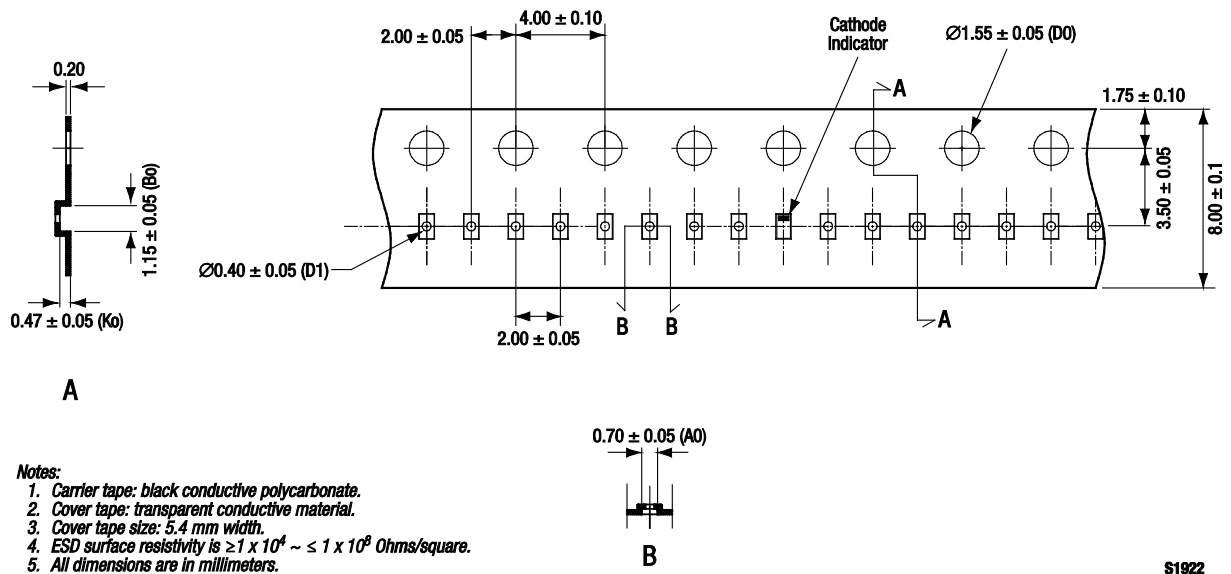 4.00 ± 0.10
2.00 ± 0.05
Cathode
Indicator
Ø1.55 ± 0.05 (D0)
0.20
A
1.75 ± 0.10
1.15 ± 0.05 (Bo)
3.50 ± 0.05
8.00 ± 0.1
Ø0.40 ± 0.05 (D1)
0.47 ± 0.05 (Ko)
B B
A
2.00 ± 0.05
A
0.70 ± 0.05 (A0)
Notes:
1. Carrier tape: black conductive polycarbonate.
2. Cover tape: transparent conductive material.
3. Cover tape size: 5.4 mm width.
4. ESD surface resistivity is ≥1 x 10⁴ ~ ≤ 1 x 10⁸ Ohms/square.
5. All dimensions are in millimeters.
B
S1922